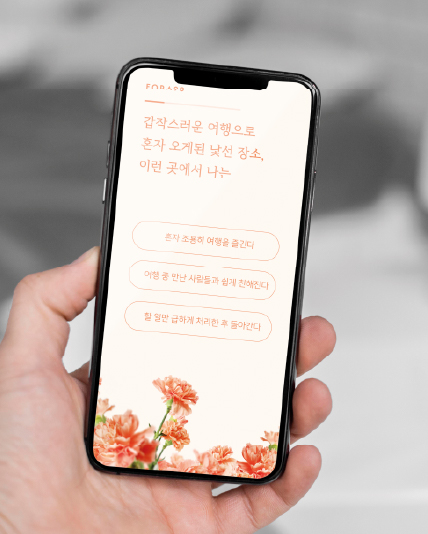 갑작스러운 여행으로
혼자 오게된 낯선 장소,
이런 곳에서 나는
혼자 조용히 여행을 즐긴다
여행 중 만난 사람들과 쉽게 친해진다
할 일만 급하게 처리한 후 돌아간다